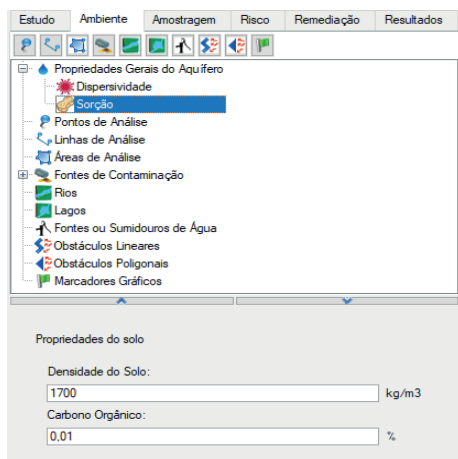 Estudo Ambiente Amostragem Risco Remediação Resultados
Propriedades Gerais do Aquífero
Dispersividade
Sorção
Pontos de Análise
Linhas de Análise
Áreas de Análise
Fontes de Contaminação
Rios
Lagos
Fontes ou Sumidouros de Água
Obstáculos Lineares
Obstáculos Poligonais
Marcadores Gráficos
Propriedades do solo
Densidade do Solo:
1700 kg/m3
Carbono Orgânico:
0,01 %